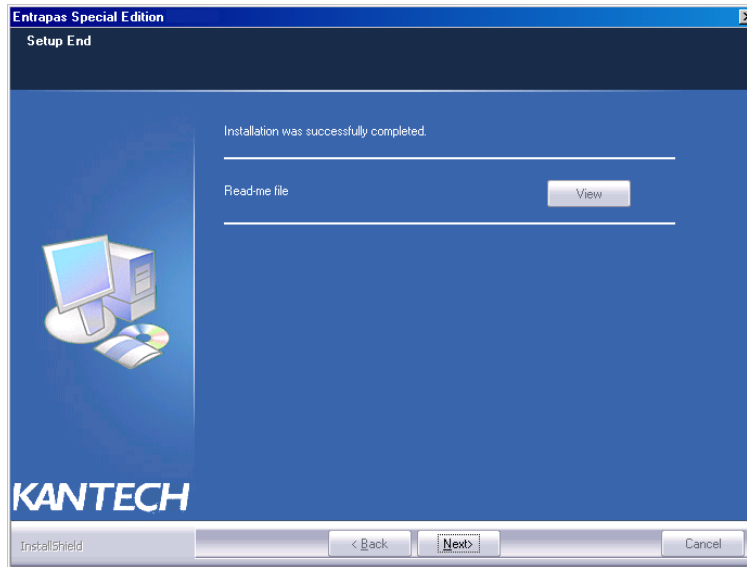 Entrapas Special Edition
Setup End
Installation was successfully completed.
Read-me file
View
KANTECH
InstallShield
< Back
Next>
Cancel